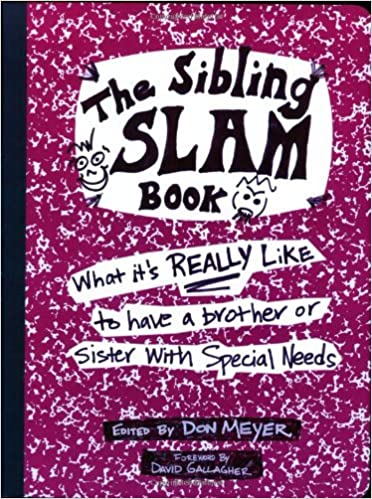 The Sibling
SLAM
BOOK
What it's REALLY LIKE
to have a brother or
Sister With Special Needs
EDITED BY DON MEYER
FOREWORD BY
DAVID GALLAGHER